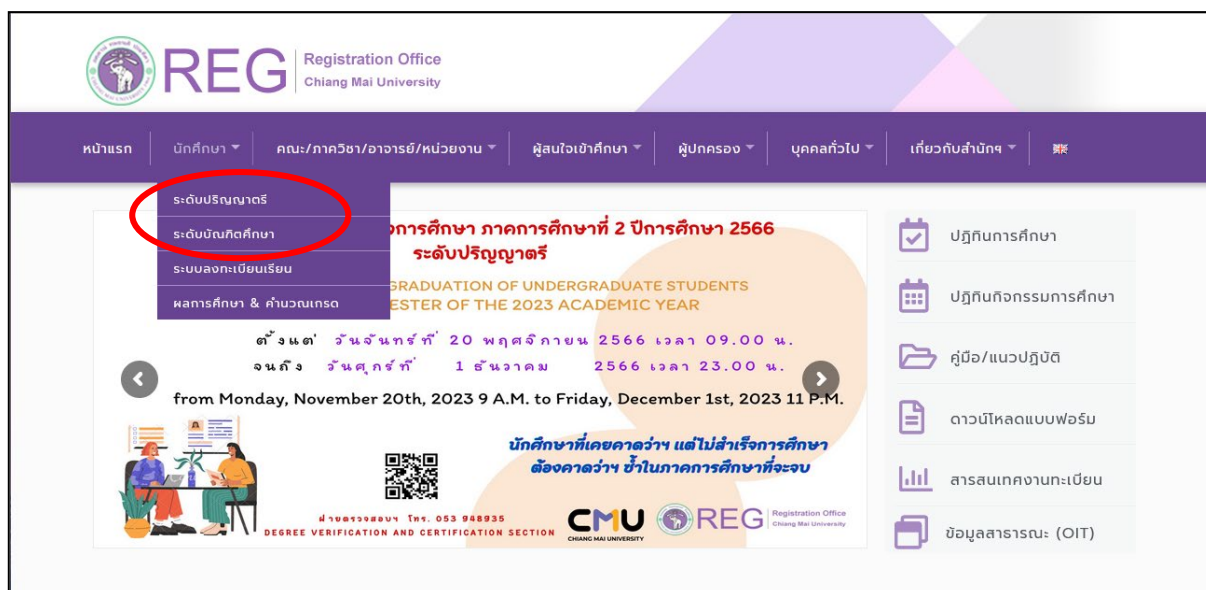 REG
Registration Office
Chiang Mai University
หน้าแรก นักศึกษา คณะ/ภาควิชา/อาจารย์/หน่วยงาน ผู้สนใจเข้าศึกษา ผู้ปกครอง บุคคลทั่วไป เกี่ยวกับสำนักฯ
ระดับปริญญาตรี
ระดับบัณฑิตศึกษา
ระบบลงทะเบียนเรียน
ผลการศึกษา & คำนวณเกรด
การศึกษา ภาคการศึกษาที่ 2 ปีการศึกษา 2566
ระดับปริญญาตรี
GRADUATION OF UNDERGRADUATE STUDENTS
ESTER OF THE 2023 ACADEMIC YEAR
ตั้งแต่ วันจันทร์ที่ 20 พฤศจิกายน 2566 เวลา 09.00 น.
จนถึง วันศุกร์ที่ 1 ธันวาคม 2566 เวลา 23.00 น.
from Monday, November 20th, 2023 9 A.M. to Friday, December 1st, 2023 11 P.M.
นักศึกษาที่เคยคาดว่าฯ แต่ไม่สำเร็จการศึกษา
ต้องคาดว่าฯ ซ้ำในภาคการศึกษาที่จะจบ
ฝ่ายตรวจสอบฯ โทร. 053 948935
DEGREE VERIFICATION AND CERTIFICATION SECTION
CMU
CHIANG MAI UNIVERSITY
REG
Registration Office
Chiang Mai University
ปฏิทินการศึกษา
ปฏิทินกิจกรรมการศึกษา
คู่มือ/แนวปฏิบัติ
ดาวน์โหลดแบบฟอร์ม
สารสนเทศงานทะเบียน
ข้อมูลสาธารณะ (OIT)